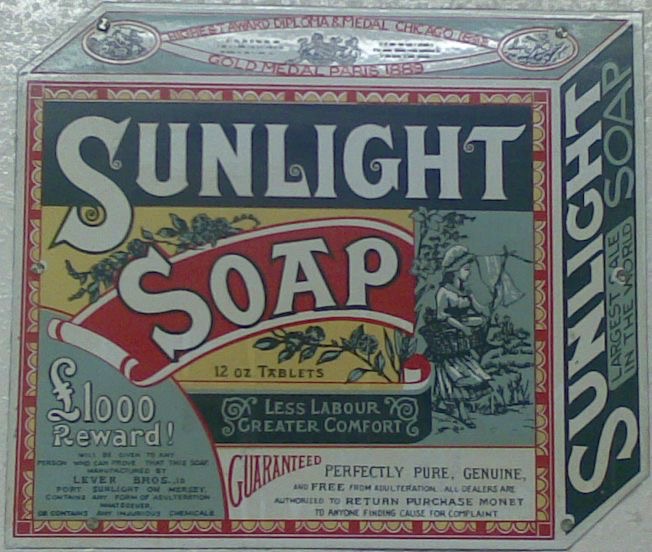 HIGHEST AWARD DIPLOMA & MEDAL CHICAGO
GOLD MEDAL PARIS 1889
SUNLIGHT
SOAP
12 OZ TABLETS
LESS LABOUR
GREATER COMFORT
£1000
Reward!
WILL BE GIVEN TO ANY
PERSON WHO CAN PROVE THAT THIS SOAP
MANUFACTURED BY
LEVER BROS., LD
PORT SUNLIGHT ON MERSEY,
CONTAINS ANY FORM OF ADULTERATION
WHATSOEVER,
OR CONTAINS ANY INJURIOUS CHEMICALS
GUARANTEED PERFECTLY PURE, GENUINE,
AND FREE FROM ADULTERATION. ALL DEALERS ARE
AUTHORIZED TO RETURN PURCHASE MONEY
TO ANYONE FINDING CAUSE FOR COMPLAINT
SUNLIGHT
SOAP
LARGEST SALE
IN THE WORLD